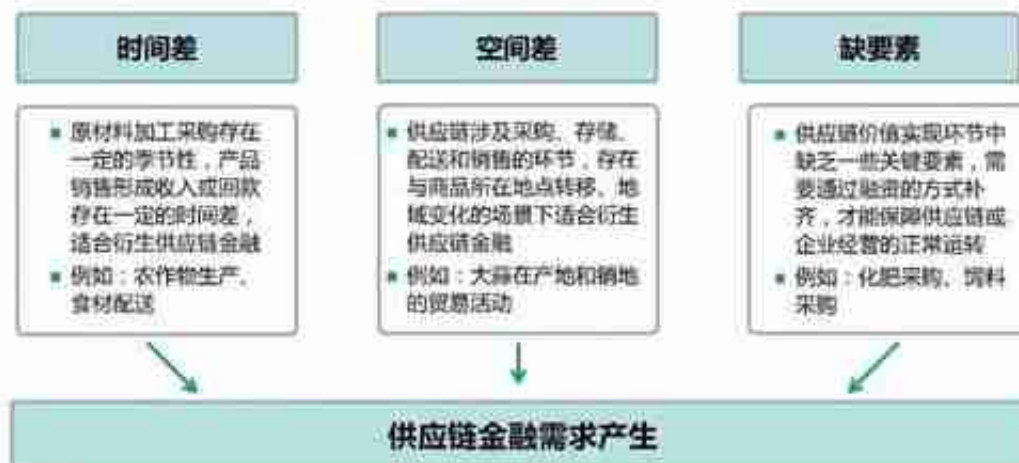 时间差
原材料加工采购存在
一定的季节性，产品
销售形成收入或回款
存在一定的时间差，
适合衍生供应链金融
例如：农作物生产、
食材配送
空间差
供应链涉及采购、存储、
配送和销售的环节，存在
与商品所在地点转移、地
域变化的场景下适合衍生
供应链金融
例如：大蒜在产地和销地
的贸易活动
缺要素
供应链价值实现环节中
缺乏一些关键要素，需
要通过融资的方式补
齐，才能保障供应链或
企业经营的正常运转
例如：化肥采购、饲料
采购
供应链金融需求产生